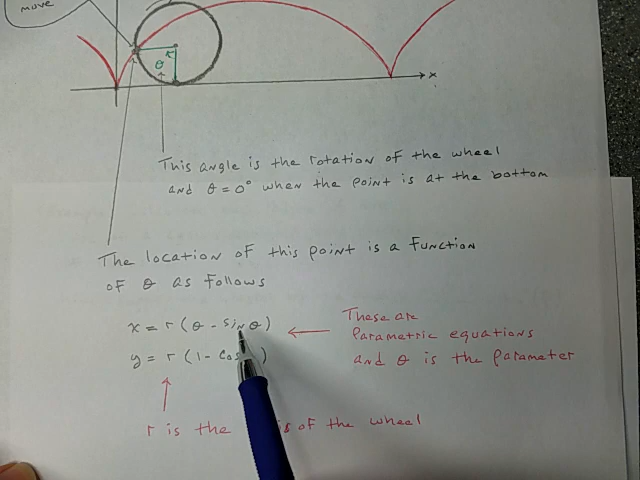 move
θ
x
This angle is the rotation of the wheel
and θ = 0° when the point is at the bottom
The location of this point is a function
of θ as follows
x = r (θ - sin θ)
y = r (1 - cos )
These are
Parametric equations
and θ is the parameter
r is the is of the wheel